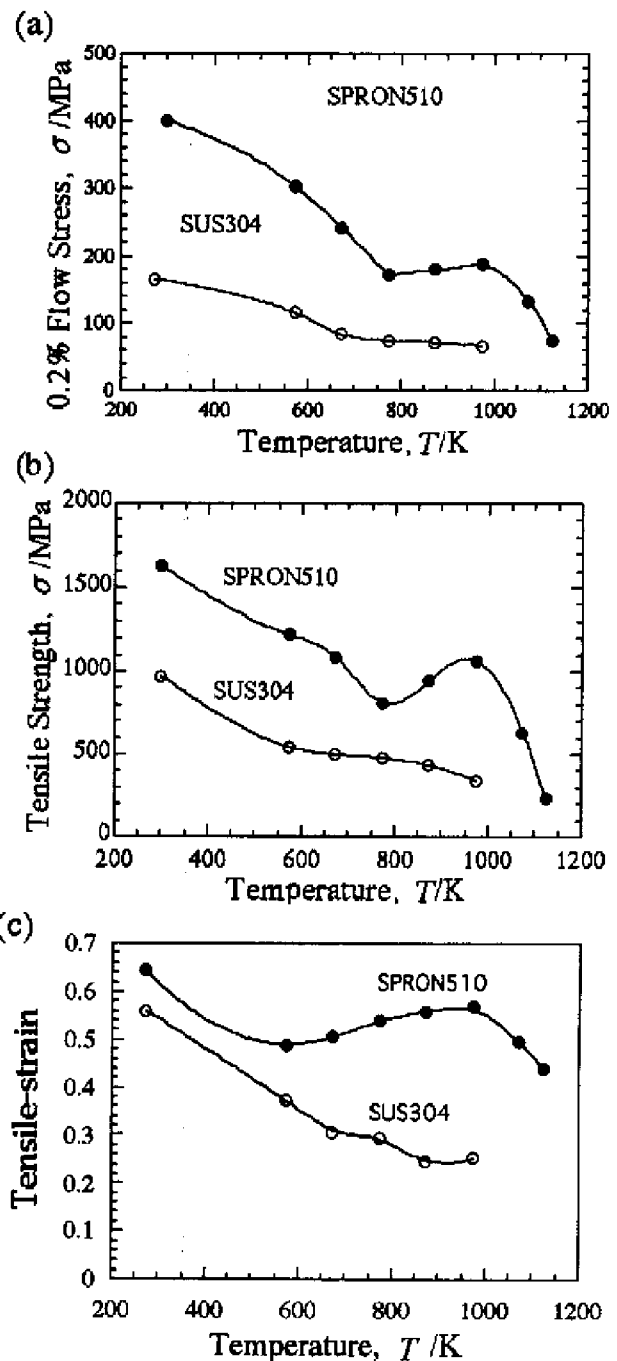 (a)
500
400
300
200
100
0
0.2% Flow Stress, σ/MPa
SPRON510
SUS304
200 400 600 800 1000 1200
Temperature, T/K
(b)
2000
1500
1000
500
0
Tensile Strength, σ/MPa
SPRON510
SUS304
200 400 600 800 1000 1200
Temperature, T/K
(c)
0.7
0.6
0.5
0.4
0.3
0.2
0.1
0
Tensile-strain
SPRON510
SUS304
200 400 600 800 1000 1200
Temperature, T/K